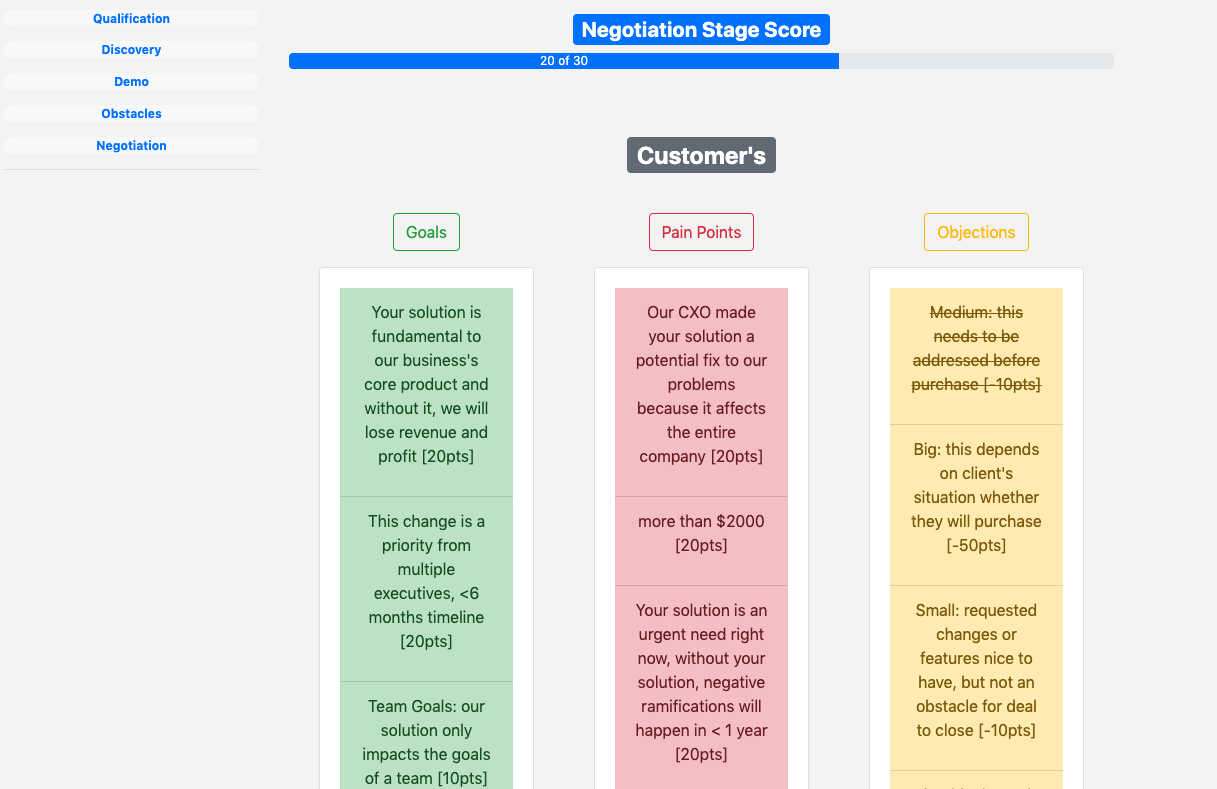 Qualification
Discovery
Demo
Obstacles
Negotiation
Negotiation Stage Score
20 of 30
Customer's
Goals
Your solution is
fundamental to
our business's
core product and
without it, we will
lose revenue and
profit [20pts]
This change is a
priority from
multiple
executives, <6
months timeline
[20pts]
Team Goals: our
solution only
impacts the goals
of a team [10pts]
Pain Points
Our CXO made
your solution a
potential fix to our
problems
because it affects
the entire
company [20pts]
more than $2000
[20pts]
Your solution is an
urgent need right
now, without your
solution, negative
ramifications will
happen in < 1 year
[20pts]
Objections
Medium: this
needs to be
addressed before
purchase [-10pts]
Big: this depends
on client's
situation whether
they will purchase
[-50pts]
Small: requested
changes or
features nice to
have, but not an
obstacle for deal
to close [-10pts]